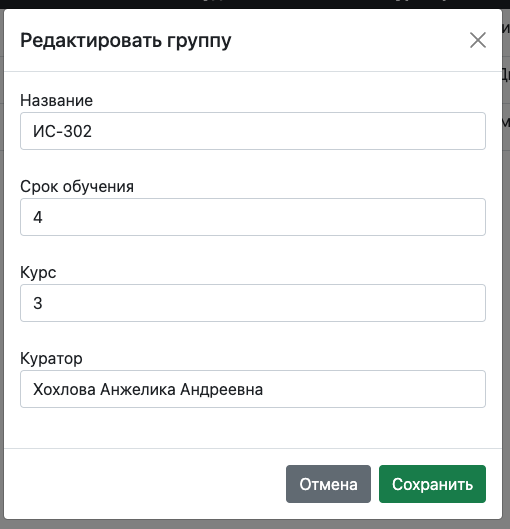 Редактировать группу
Название
ИС-302
Срок обучения
4
Курс
3
Куратор
Хохлова Анжелика Андреевна
Отмена
Сохранить